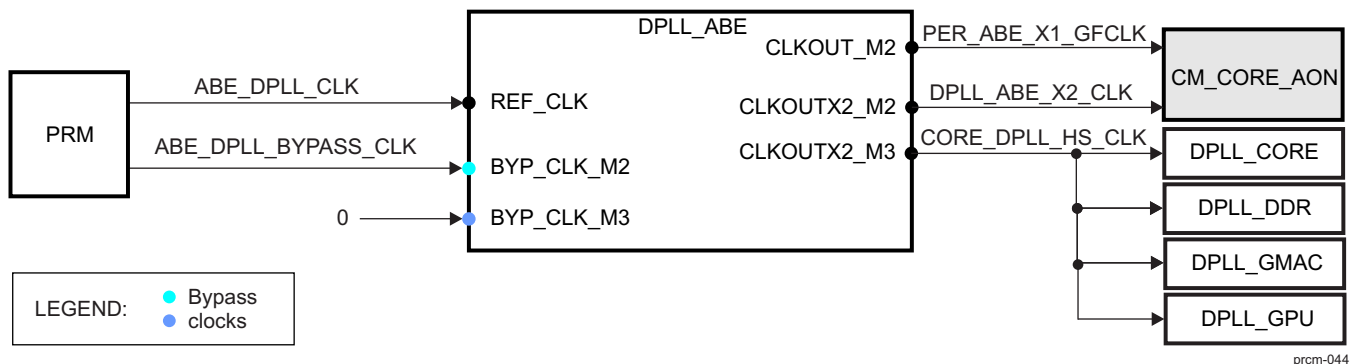 DPLL_ABE
PRM
ABE_DPLL_CLK
ABE_DPLL_BYPASS_CLK
0
REF_CLK
BYP_CLK_M2
BYP_CLK_M3
CLKOUT_M2
CLKOUTX2_M2
CLKOUTX2_M3
PER_ABE_X1_GFCLK
DPLL_ABE_X2_CLK
CORE_DPLL_HS_CLK
CM_CORE_AON
DPLL_CORE
DPLL_DDR
DPLL_GMAC
DPLL_GPU
LEGEND:
Bypass
clocks
prcm-044